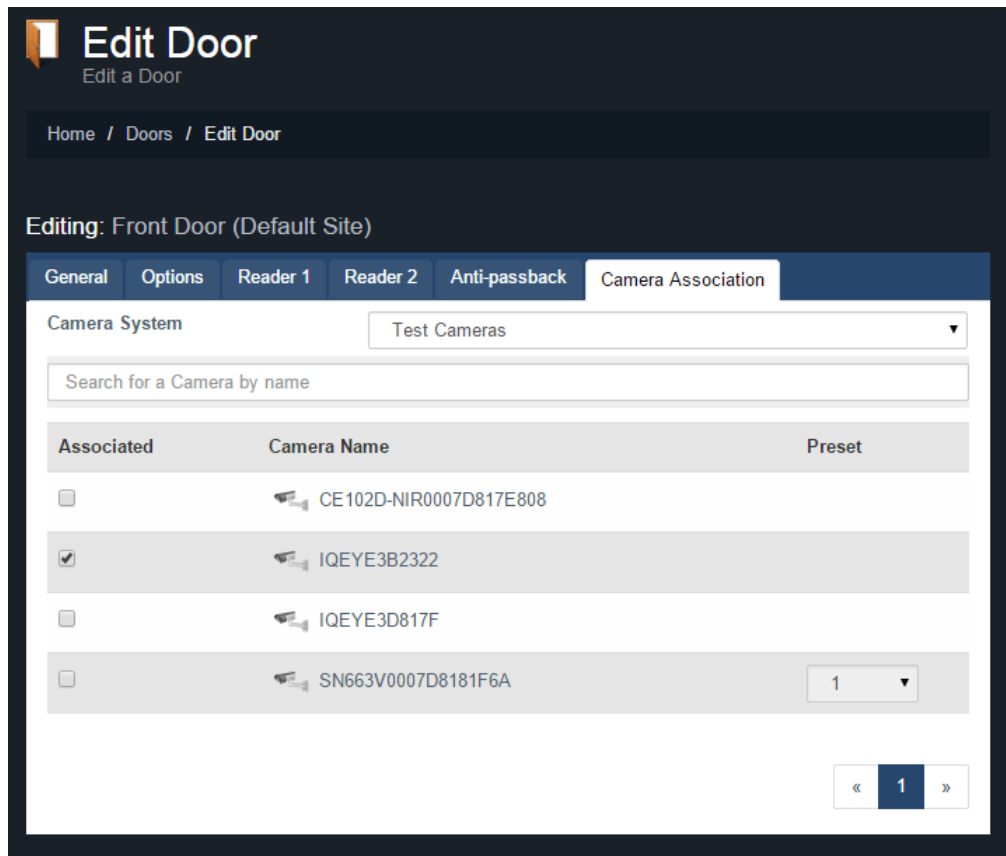 Edit Door
Edit a Door
Home / Doors / Edit Door
Editing: Front Door (Default Site)
General Options Reader 1 Reader 2 Anti-passback Camera Association
Camera System Test Cameras
Search for a Camera by name
Associated Camera Name Preset
CE102D-NIR0007D817E808
IQEYE3B2322
IQEYE3D817F
SN663V0007D8181F6A 1
« 1 »